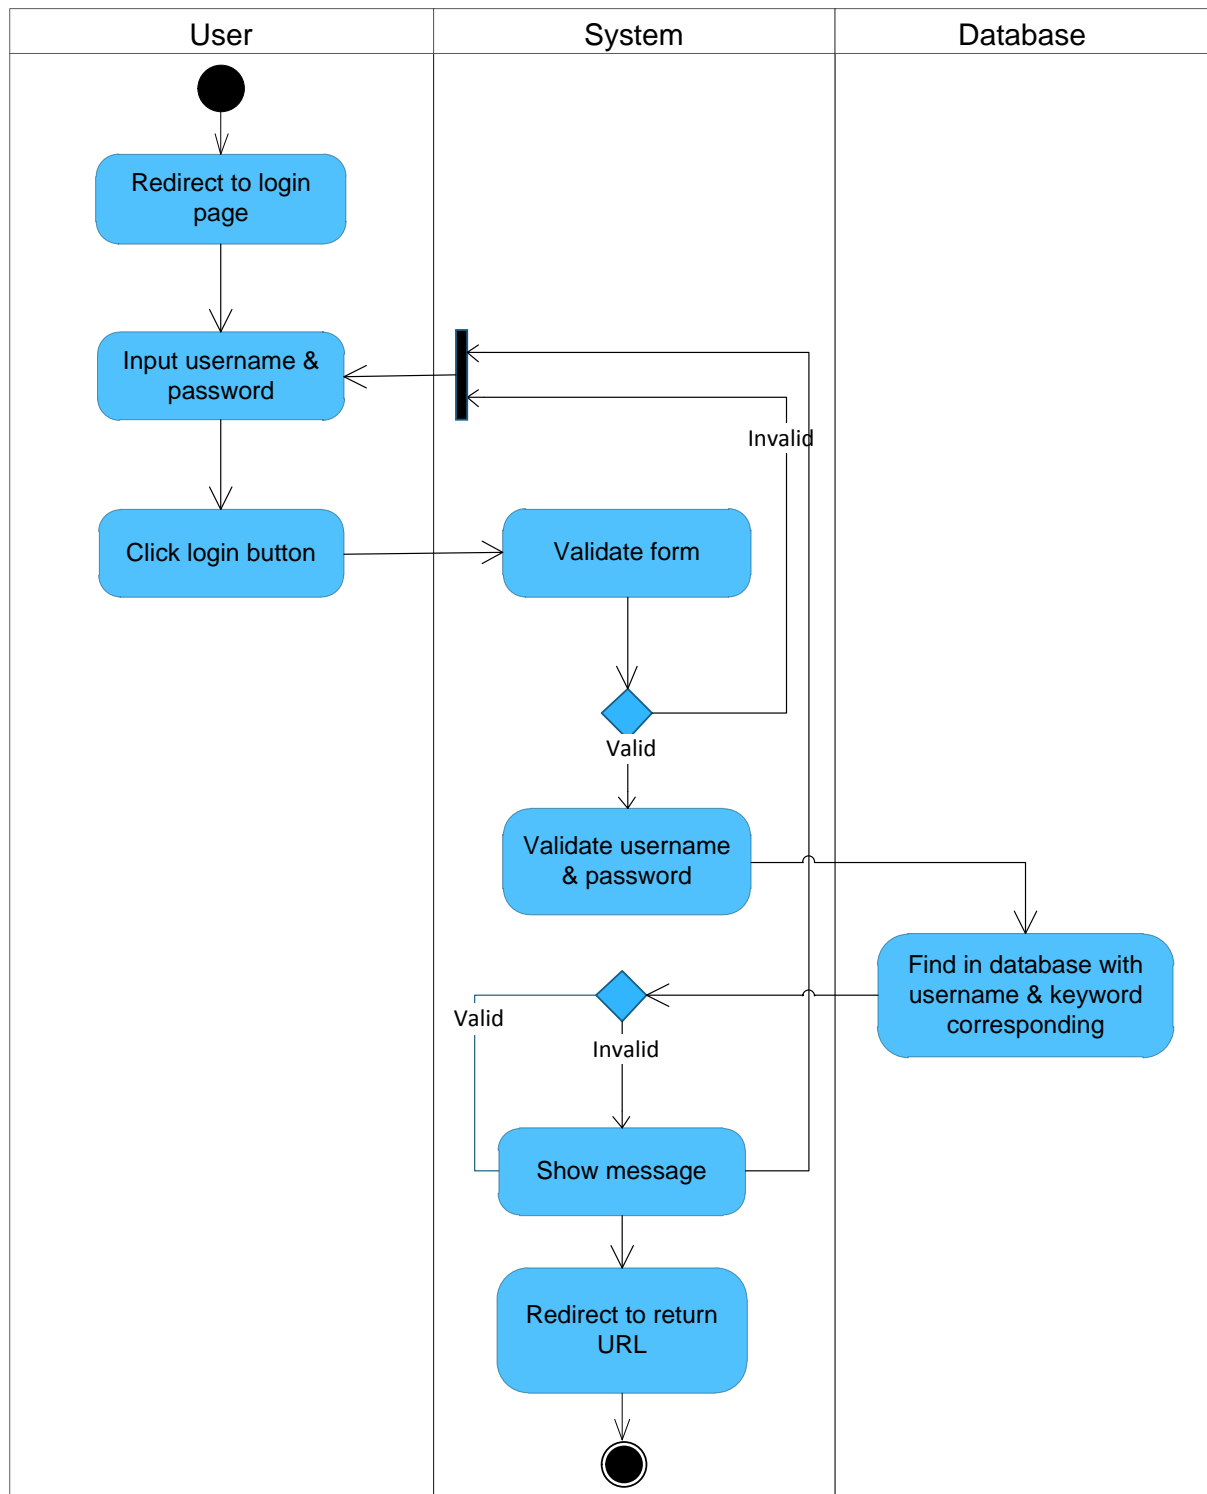 User
System
Database
Redirect to login
page
Input username &
password
Invalid
Click login button
Validate form
Valid
Validate username
& password
Find in database with
username & keyword
corresponding
Valid
Invalid
Show message
Redirect to return
URL